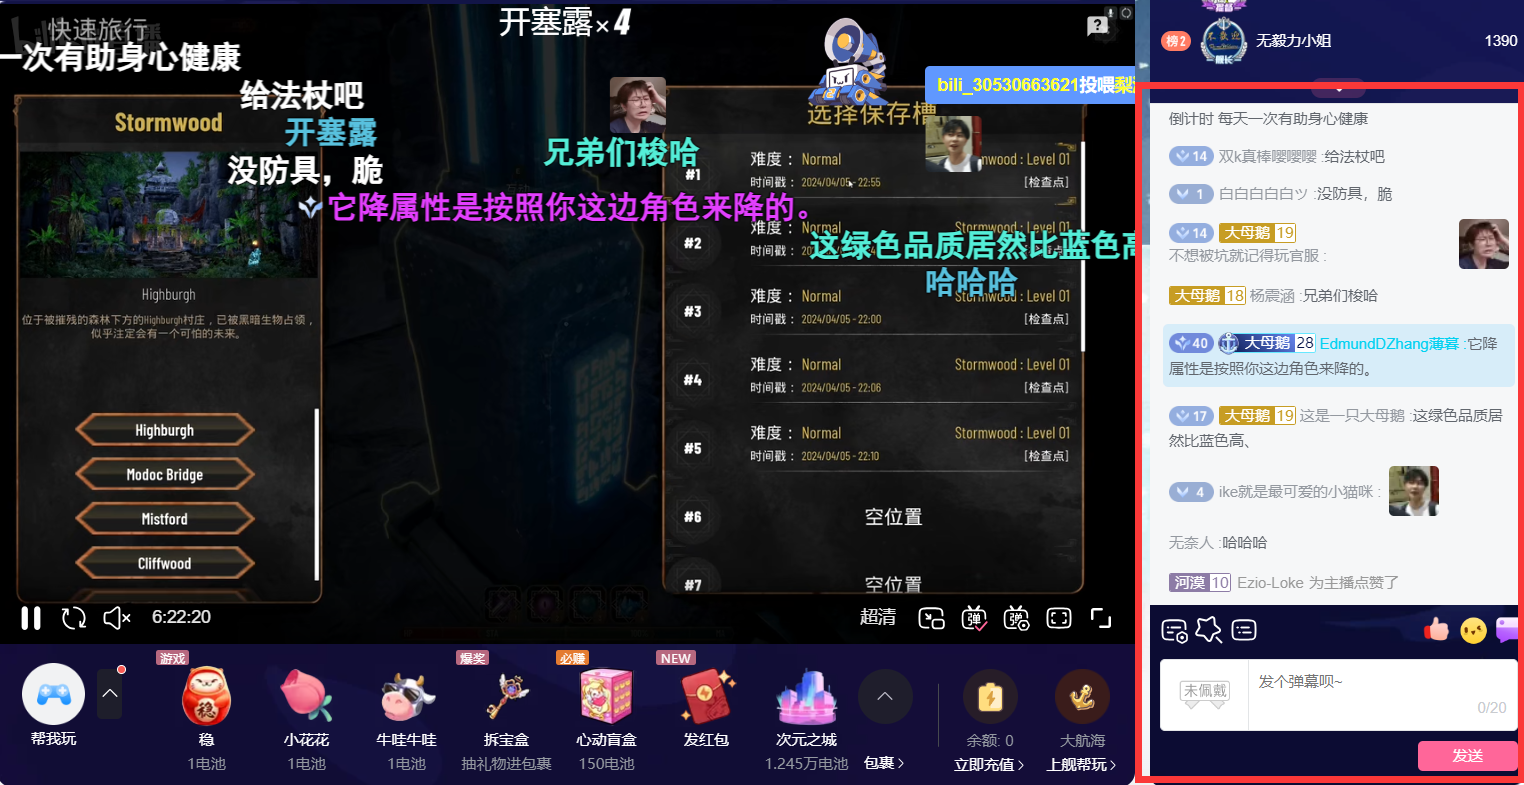 快速旅行
一次有助身心健康
开塞露×4
给法杖吧
开塞露
没防具，脆
兄弟们梭哈
它降属性是按照你这边角色来降的。
这绿色品质居然比蓝色高
哈哈哈
bili_30530663621投喂梨
Stormwood
Highburgh
位于被摧残的森林下方的Highburgh村庄，已被黑暗生物占领，
似乎注定会有一个可怕的未来。
Highburgh
Modoc Bridge
Mistford
Cliffwood
选择保存槽
#1
难度： Normal
nwood : Level 01
时间戳： 2024/04/05 - 22:55
[检查点]
#2
难度： Normal
时间戳： 2024/04/05
[检查点]
#3
难度： Normal
Stormwood : Level 01
时间戳： 2024/04/05 - 22:00
[检查点]
#4
难度： Normal
Stormwood : Level 01
时间戳： 2024/04/05 - 22:06
[检查点]
#5
难度： Normal
Stormwood : Level 01
时间戳： 2024/04/05 - 22:10
[检查点]
#6
空位置
#7
空位置
6:22:20
超清
弹
弹
帮我玩
游戏
稳
稳
1电池
小花花
1电池
牛哇牛哇
1电池
爆奖
拆宝盒
抽礼物进包裹
必赚
心动盲盒
150电池
NEW
发红包
次元之城
1.245万电池
包裹
余额: 0
立即充值
大航海
上舰帮玩
榜2
舰长
无毅力小姐
1390
倒计时 每天一次有助身心健康
14 双k真棒嘤嘤嘤 :给法杖吧
1 白白白白白ツ :没防具，脆
14 大母鹅 19
不想被坑就记得玩官服 :
大母鹅 18 杨震涵 :兄弟们梭哈
40 大母鹅 28 EdmundDZhang薄暮 :它降
属性是按照你这边角色来降的。
17 大母鹅 19 这是一只大母鹅 :这绿色品质居
然比蓝色高、
4 ike就是最可爱的小猫咪 :
无奈人 :哈哈哈
河漠 10 Ezio-Loke 为主播点赞了
未佩戴
发个弹幕呗~
0/20
发送